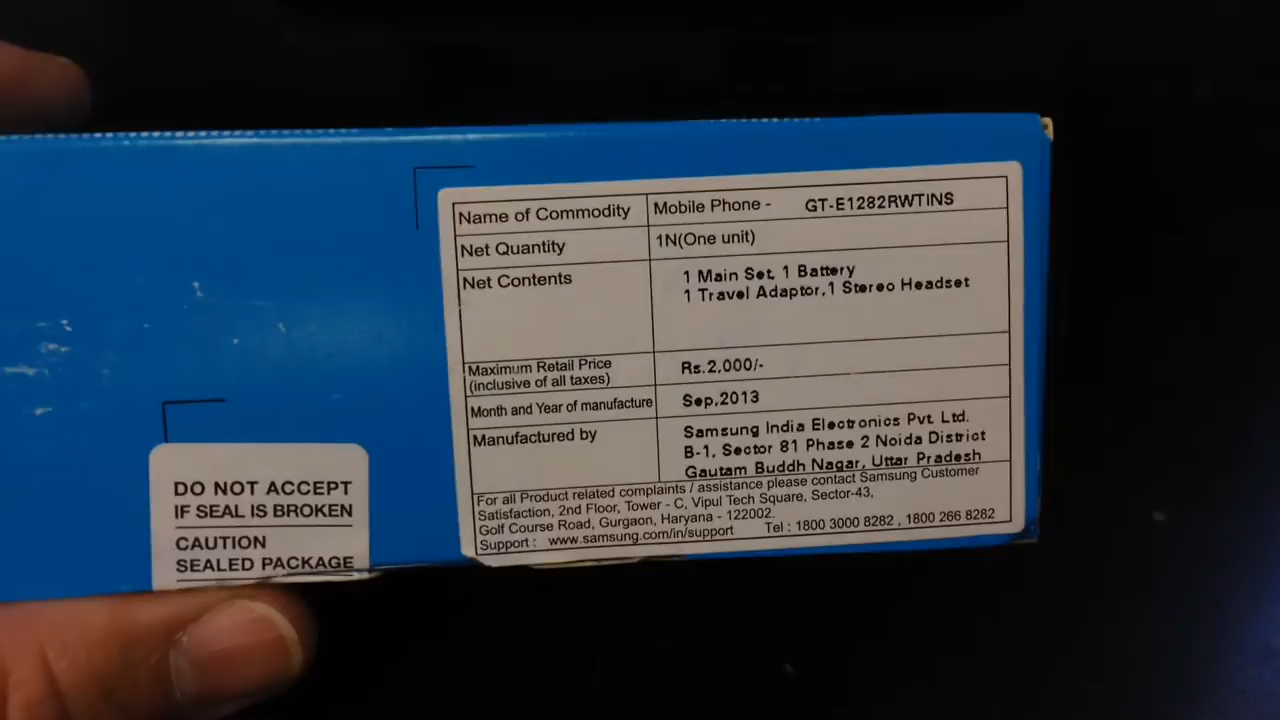 Name of Commodity Mobile Phone - GT-E1282RWTINS
Net Quantity 1N(One unit)
Net Contents 1 Main Set, 1 Battery
1 Travel Adaptor,1 Stereo Headset
Maximum Retail Price
(inclusive of all taxes) Rs.2,000/-
Month and Year of manufacture Sep,2013
Manufactured by Samsung India Electronics Pvt. Ltd.
B-1, Sector 81 Phase 2 Noida District
Gautam Buddh Nagar, Uttar Pradesh
For all Product related complaints / assistance please contact Samsung Customer
Satisfaction, 2nd Floor, Tower - C, Vipul Tech Square, Sector-43,
Golf Course Road, Gurgaon, Haryana - 122002.
Support : www.samsung.com/in/support Tel : 1800 3000 8282 , 1800 266 8282
DO NOT ACCEPT
IF SEAL IS BROKEN
CAUTION
SEALED PACKAGE